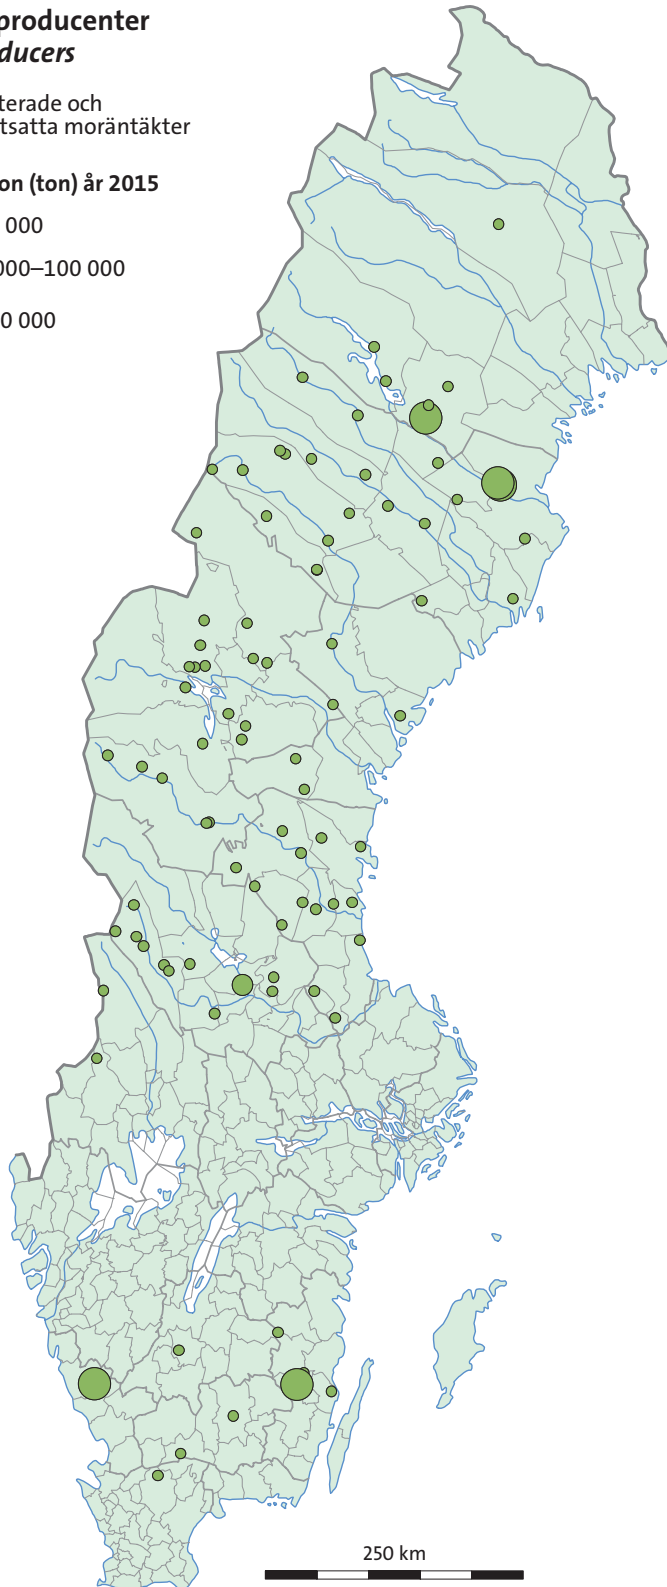 producenter
ducers
terade och
tsatta moräntäkter
on (ton) år 2015
000
000–100 000
0 000
250 km